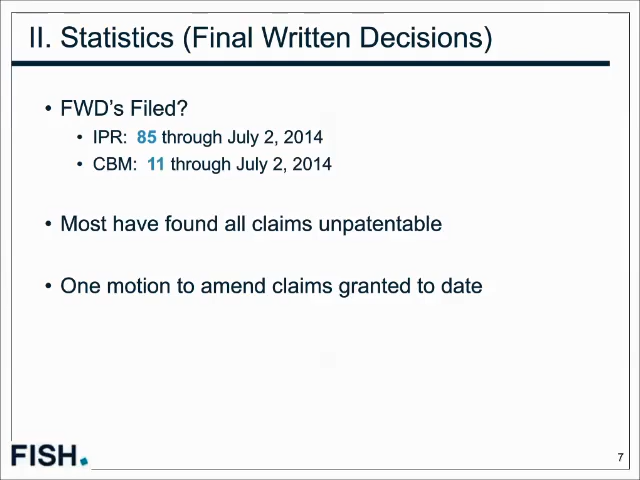 II. Statistics (Final Written Decisions)
• FWD's Filed?
• IPR: 85 through July 2, 2014
• CBM: 11 through July 2, 2014
• Most have found all claims unpatentable
• One motion to amend claims granted to date
FISH.
7